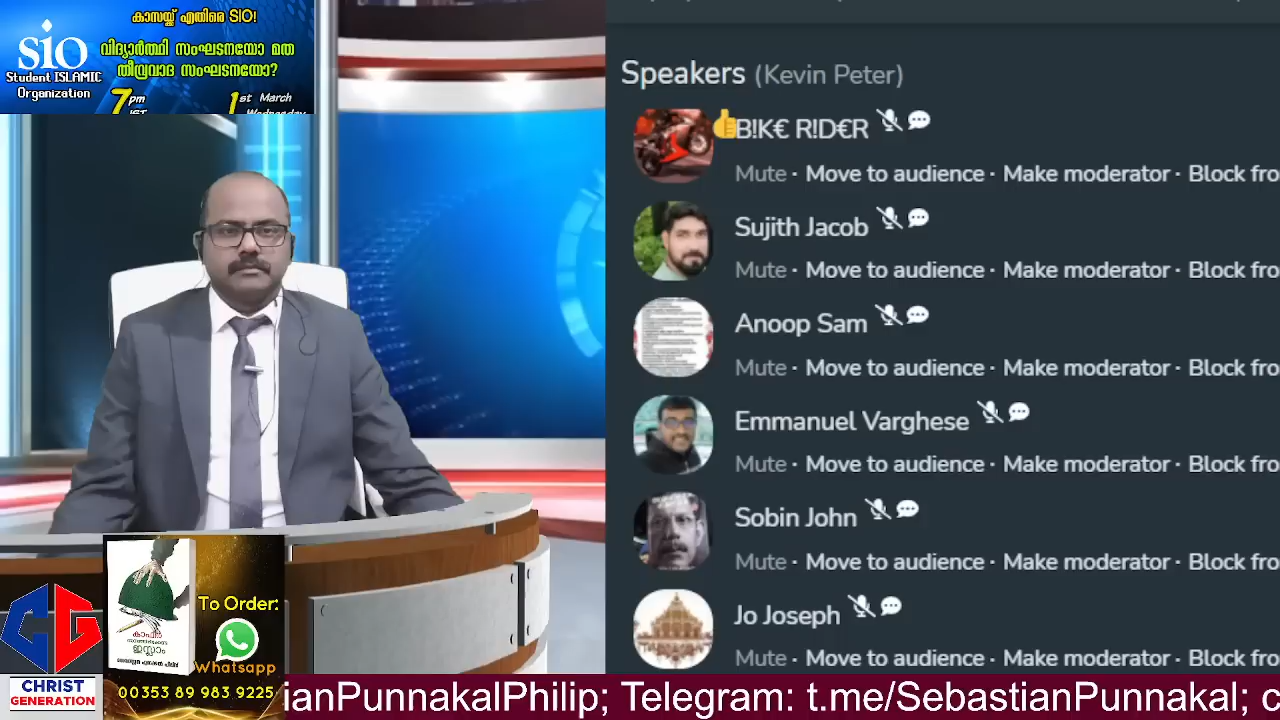 കാസയ്ക്ക് എതിരെ SIO!
sio
Student ISLAMIC
Organization
വിദ്യാർത്ഥി സംഘടനയോ മത
തീവ്രവാദ സംഘടനയോ?
7pm
1st March
Speakers (Kevin Peter)
B!K€ R!D€R
Mute · Move to audience · Make moderator · Block fro
Sujith Jacob
Mute · Move to audience · Make moderator · Block fro
Anoop Sam
Mute · Move to audience · Make moderator · Block fro
Emmanuel Varghese
Mute · Move to audience · Make moderator · Block fro
Sobin John
Mute · Move to audience · Make moderator · Block fro
Jo Joseph
Mute · Move to audience · Make moderator · Block fro
കാഫിർ
ഇസ്ലാം
To Order:
Whatsapp
00353 89 983 9225
CG
CHRIST
GENERATION
ianPunnakalPhilip; Telegram: t.me/SebastianPunnakal; c